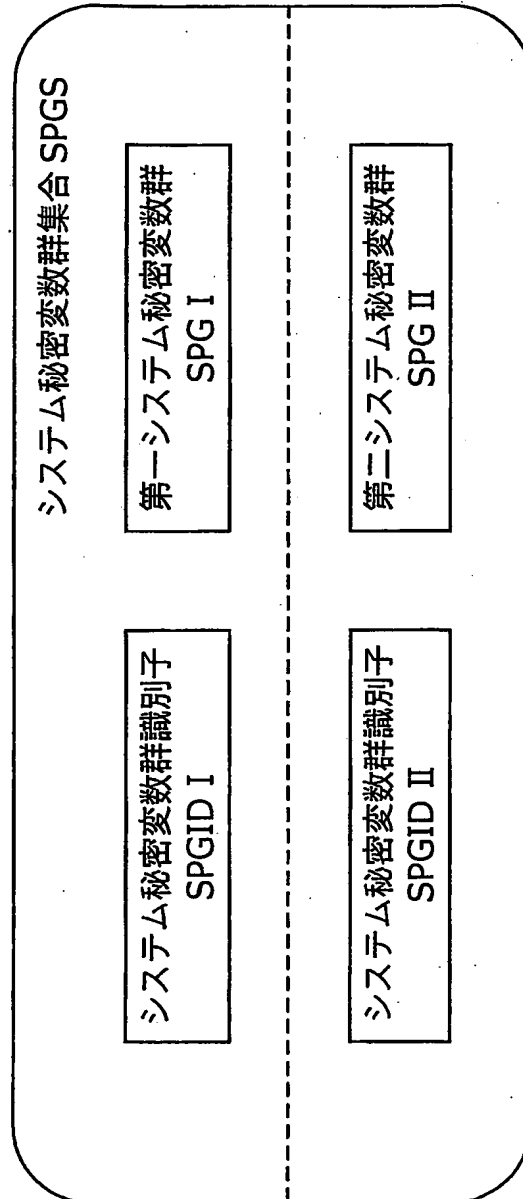 システム秘密変数群集合 SPGS
システム秘密変数群識別子
SPGID I
第一システム秘密変数群
SPG I
システム秘密変数群識別子
SPGID II
第二システム秘密変数群
SPG II